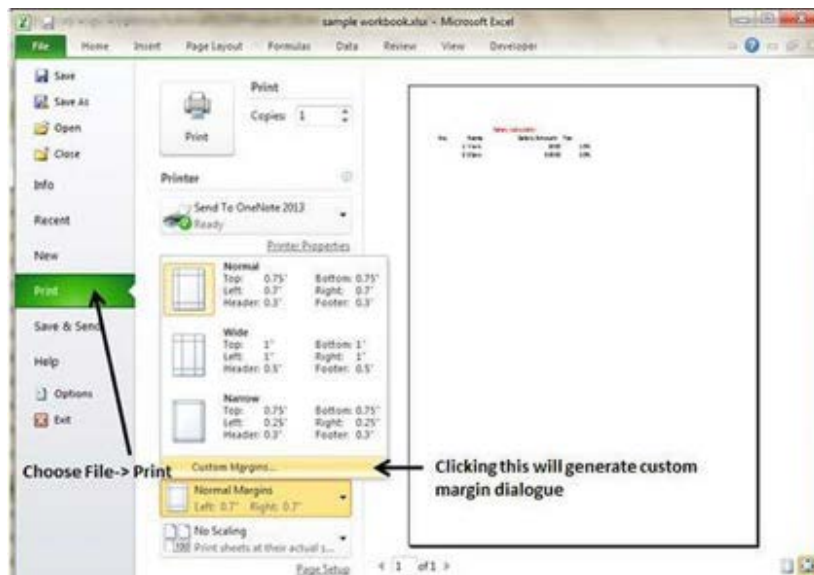 sample workbook.xlsx - Microsoft Excel
File Home Insert Page Layout Formulas Data Review View Developer
Save
Save As
Open
Close
Info
Recent
New
Print
Save & Send
Help
Options
Exit
Choose File-> Print
Print
Print
Copies: 1
Printer
Send To OneNote 2013
Ready
Printer Properties
Normal
Top: 0.75" Bottom: 0.75"
Left: 0.7" Right: 0.7"
Header: 0.3" Footer: 0.3"
Wide
Top: 1" Bottom: 1"
Left: 1" Right: 1"
Header: 0.5" Footer: 0.5"
Narrow
Top: 0.75" Bottom: 0.75"
Left: 0.25" Right: 0.25"
Header: 0.3" Footer: 0.3"
Custom Margins...
Normal Margins
Left: 0.7" Right: 0.7"
No Scaling
Print sheets at their actual s...
Page Setup
Name
Clicking this will generate custom
margin dialogue
1 of 1